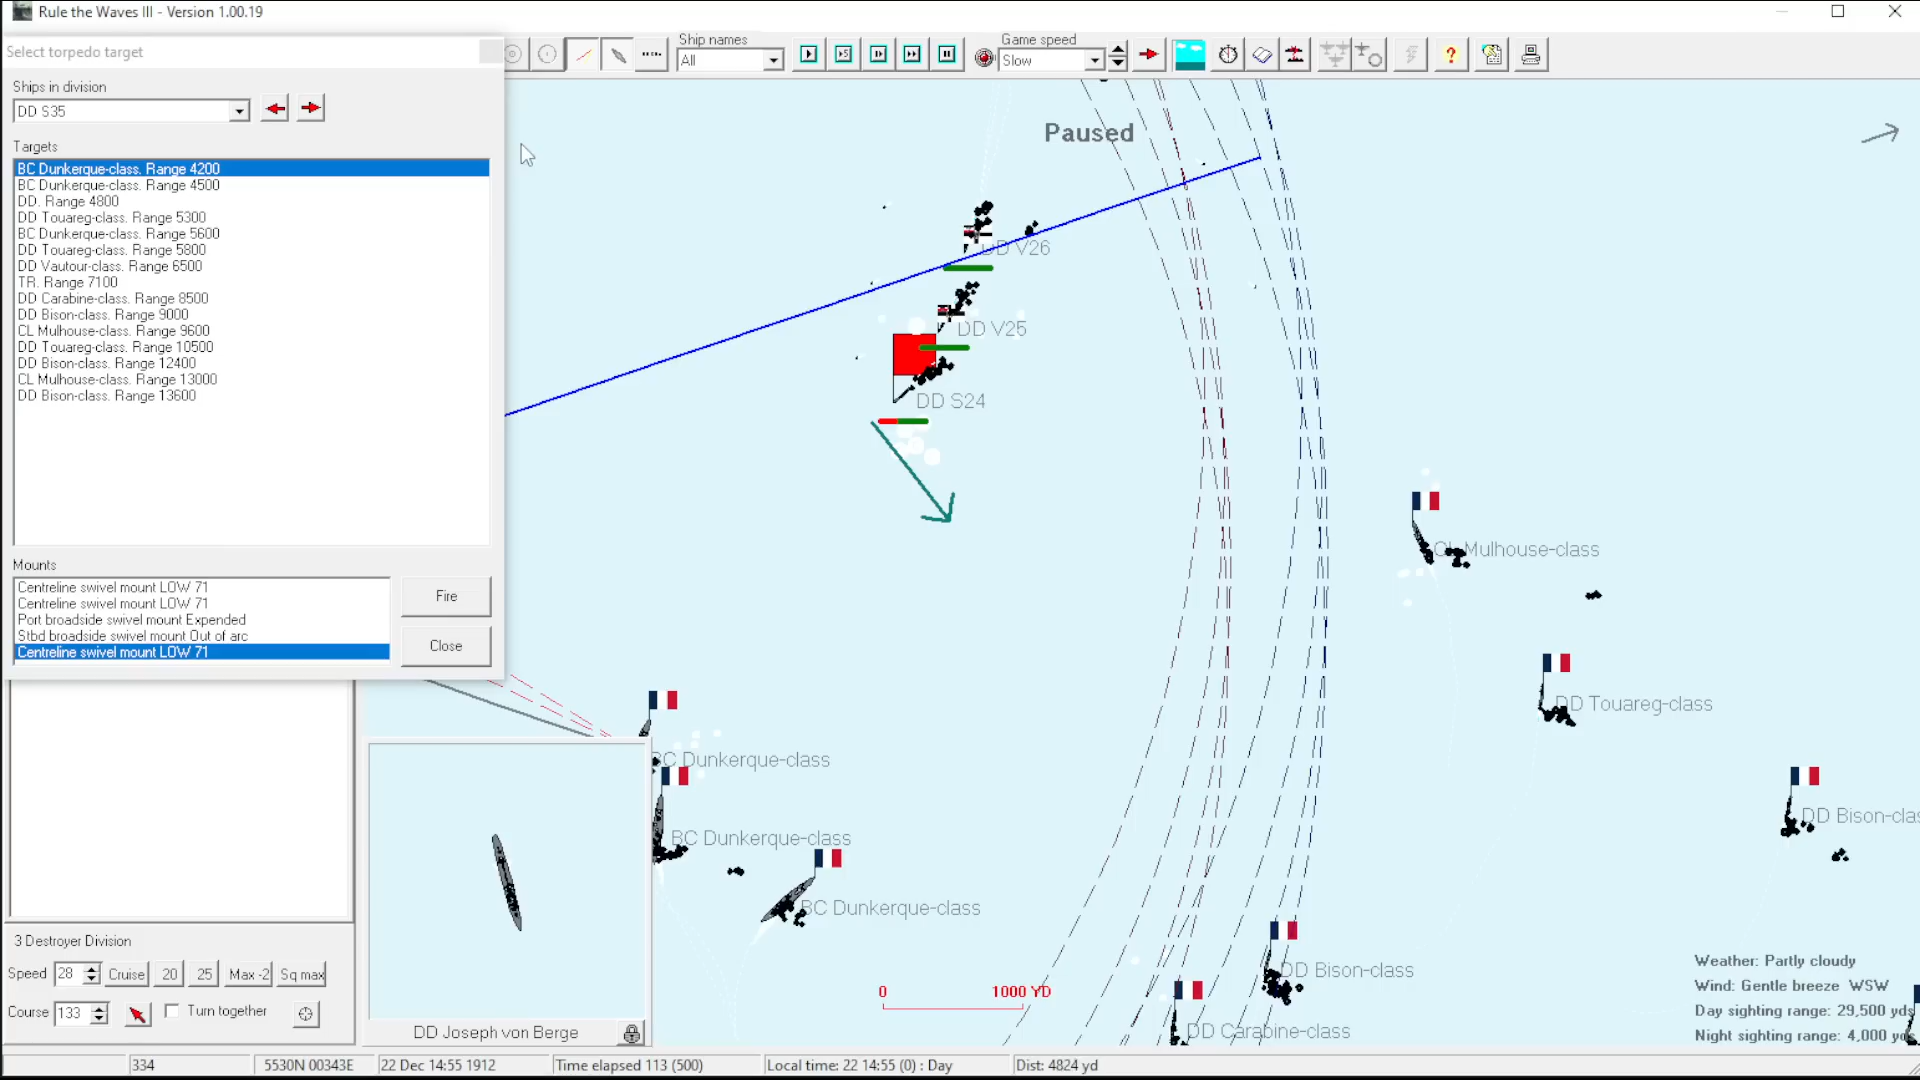 Rule the Waves III - Version 1.00.19
Select torpedo target
Ship names
All
Game speed
Slow
Ships in division
DD S35
Targets
BC Dunkerque-class. Range 4200
BC Dunkerque-class. Range 4500
DD. Range 4800
DD Touareg-class. Range 5300
BC Dunkerque-class. Range 5600
DD Touareg-class. Range 5800
DD Vautour-class. Range 6500
TR. Range 7100
DD Carabine-class. Range 8500
DD Bison-class. Range 9000
CL Mulhouse-class. Range 9600
DD Touareg-class. Range 10500
DD Bison-class. Range 12400
CL Mulhouse-class. Range 13000
DD Bison-class. Range 13600
Mounts
Centreline swivel mount LOW 71
Centreline swivel mount LOW 71
Port broadside swivel mount Expended
Stbd broadside swivel mount Out of arc
Centreline swivel mount LOW 71
Fire
Close
Paused
DD V26
DD V25
DD S24
CL Mulhouse-class
DD Touareg-class
DD Bison-clas
BC Dunkerque-class
BC Dunkerque-class
BC Dunkerque-class
DD Bison-class
DD Carabine-class
0 1000 YD
DD Joseph von Berge
3 Destroyer Division
Speed 28 Cruise 20 25 Max -2 Sq max
Course 133 Turn together
Weather: Partly cloudy
Wind: Gentle breeze WSW
Day sighting range: 29,500 yds
Night sighting range: 4,000 yds
334 5530N 00343E 22 Dec 14:55 1912 Time elapsed 113 (500) Local time: 22 14:55 (0) : Day Dist: 4824 yd